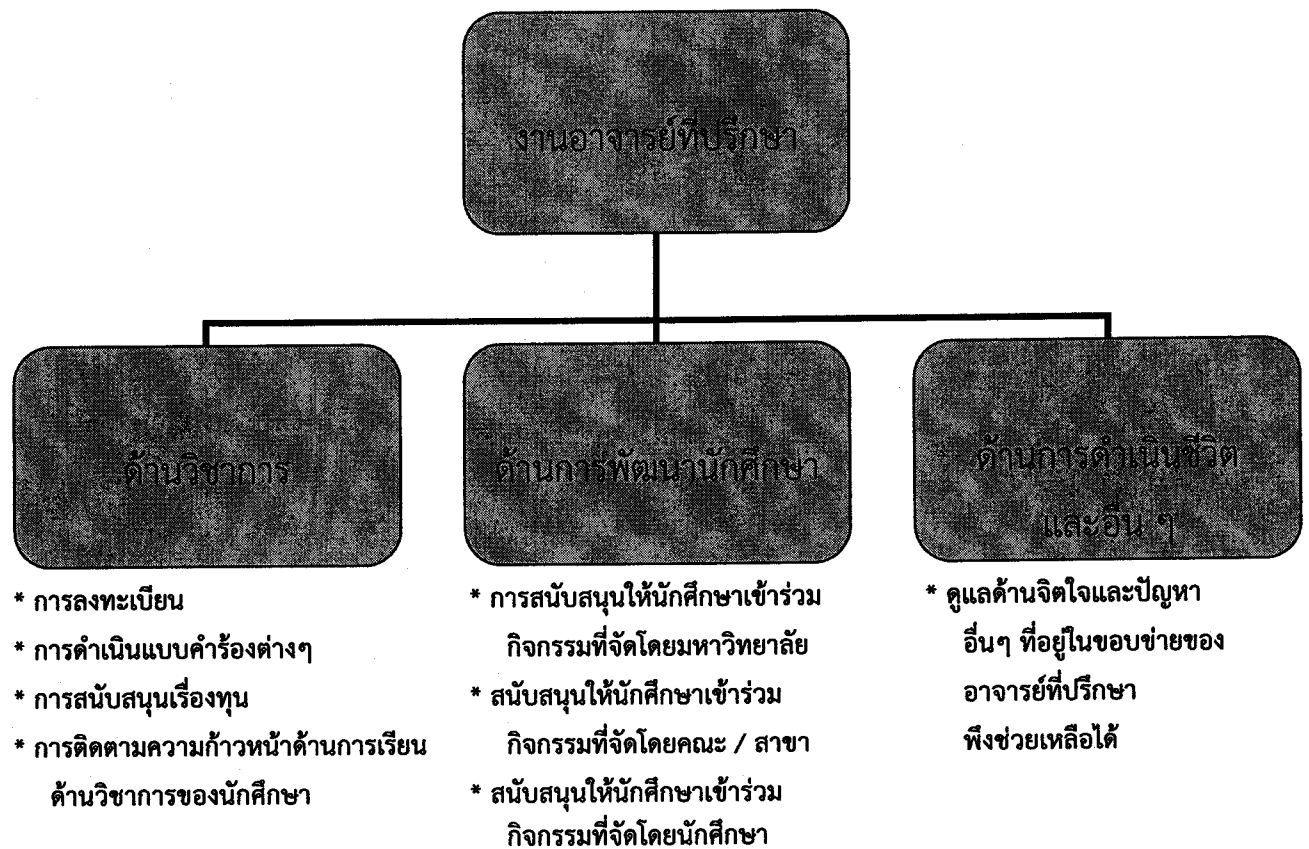 งานอาจารย์ที่ปรึกษา
ด้านวิชาการ
* การลงทะเบียน
* การดำเนินแบบคำร้องต่างๆ
* การสนับสนุนเรื่องทุน
* การติดตามความก้าวหน้าด้านการเรียน
ด้านวิชาการของนักศึกษา
ด้านการพัฒนานักศึกษา
* การสนับสนุนให้นักศึกษาเข้าร่วม
กิจกรรมที่จัดโดยมหาวิทยาลัย
* สนับสนุนให้นักศึกษาเข้าร่วม
กิจกรรมที่จัดโดยคณะ / สาขา
* สนับสนุนให้นักศึกษาเข้าร่วม
กิจกรรมที่จัดโดยนักศึกษา
ด้านการดำเนินชีวิต
และอื่น ๆ
* ดูแลด้านจิตใจและปัญหา
อื่นๆ ที่อยู่ในขอบข่ายของ
อาจารย์ที่ปรึกษา
พึงช่วยเหลือได้